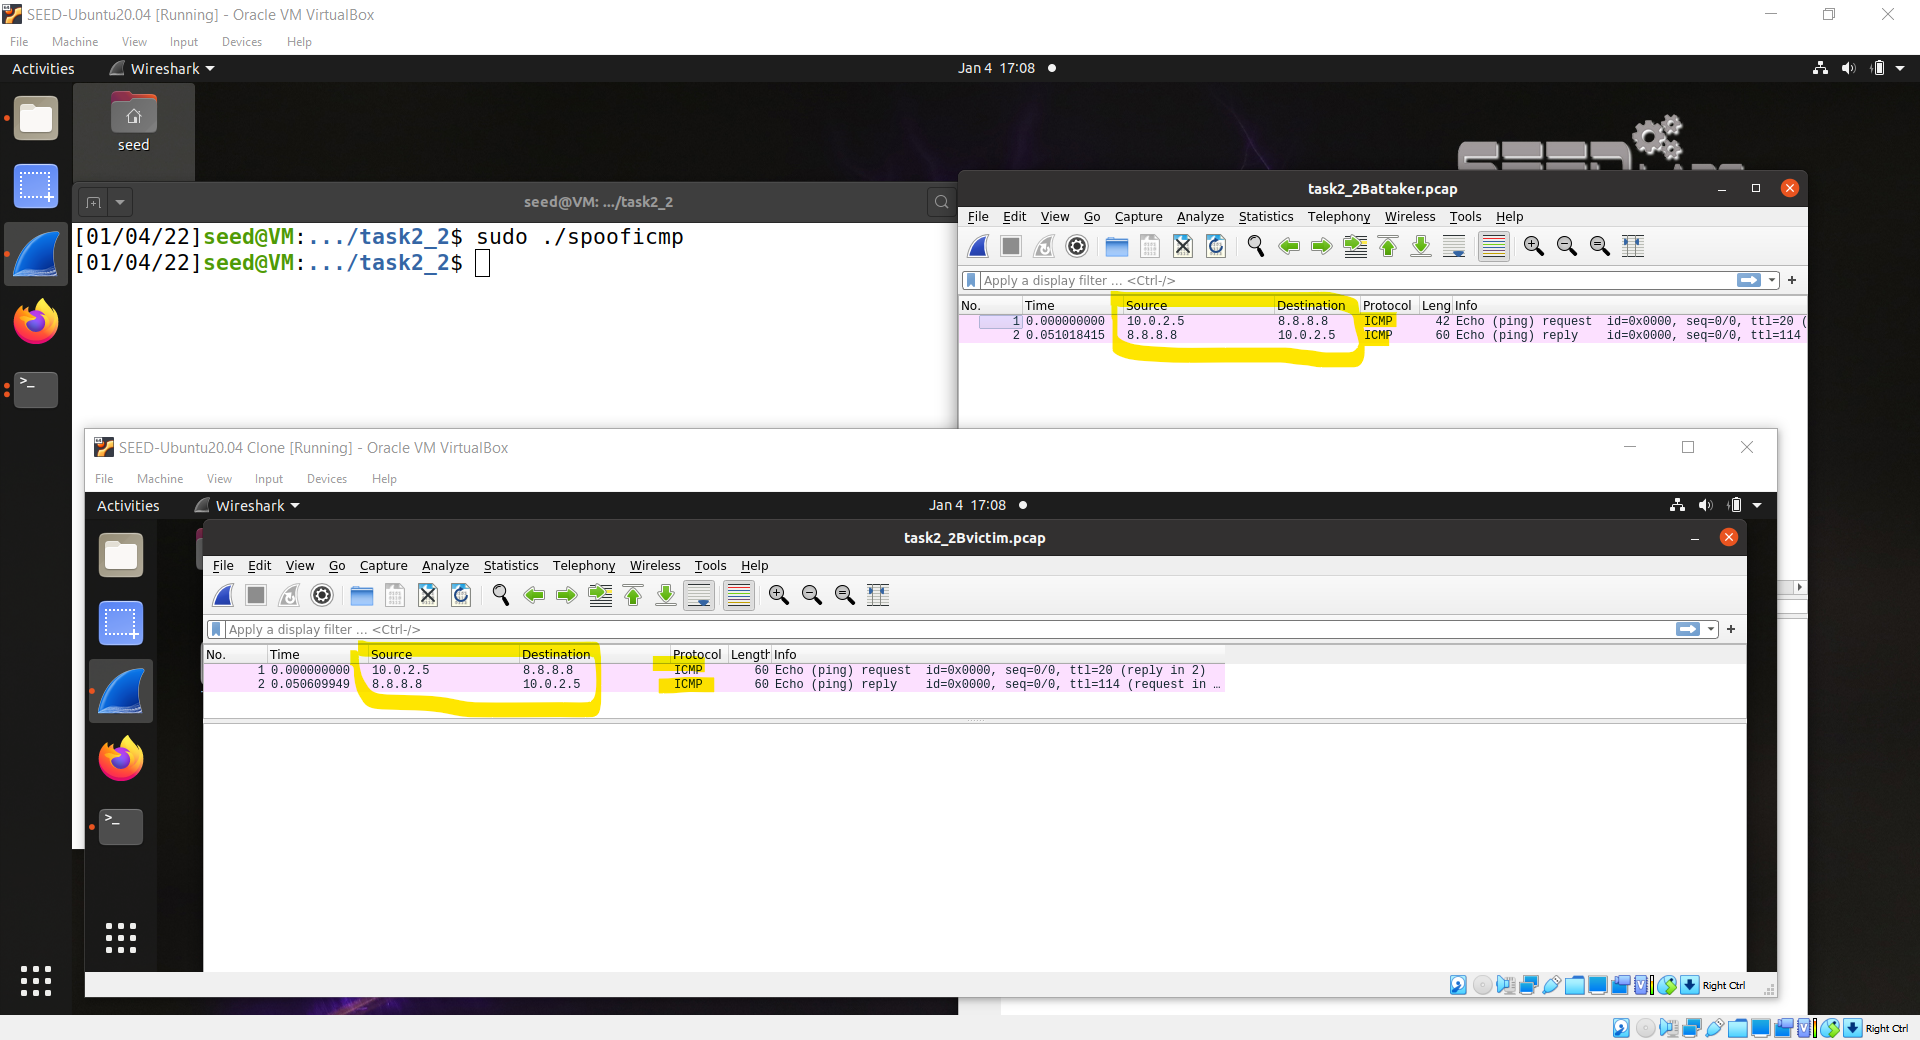 SEED-Ubuntu20.04 [Running] - Oracle VM VirtualBox
File Machine View Input Devices Help
Activities Wireshark Jan 4 17:08
seed
SEED
seed@VM: .../task2_2
[01/04/22]seed@VM:.../task2_2$ sudo ./spooficmp
[01/04/22]seed@VM:.../task2_2$
task2_2Battaker.pcap
File Edit View Go Capture Analyze Statistics Telephony Wireless Tools Help
Apply a display filter ... <Ctrl-/>
No. Time Source Destination Protocol Leng Info
1 0.000000000 10.0.2.5 8.8.8.8 ICMP 42 Echo (ping) request id=0x0000, seq=0/0, ttl=20 (
2 0.051018415 8.8.8.8 10.0.2.5 ICMP 60 Echo (ping) reply id=0x0000, seq=0/0, ttl=114
SEED-Ubuntu20.04 Clone [Running] - Oracle VM VirtualBox
File Machine View Input Devices Help
Activities Wireshark Jan 4 17:08
task2_2Bvictim.pcap
File Edit View Go Capture Analyze Statistics Telephony Wireless Tools Help
Apply a display filter ... <Ctrl-/>
No. Time Source Destination Protocol Length Info
1 0.000000000 10.0.2.5 8.8.8.8 ICMP 60 Echo (ping) request id=0x0000, seq=0/0, ttl=20 (reply in 2)
2 0.050609949 8.8.8.8 10.0.2.5 ICMP 60 Echo (ping) reply id=0x0000, seq=0/0, ttl=114 (request in …
Right Ctrl
Right Ctrl